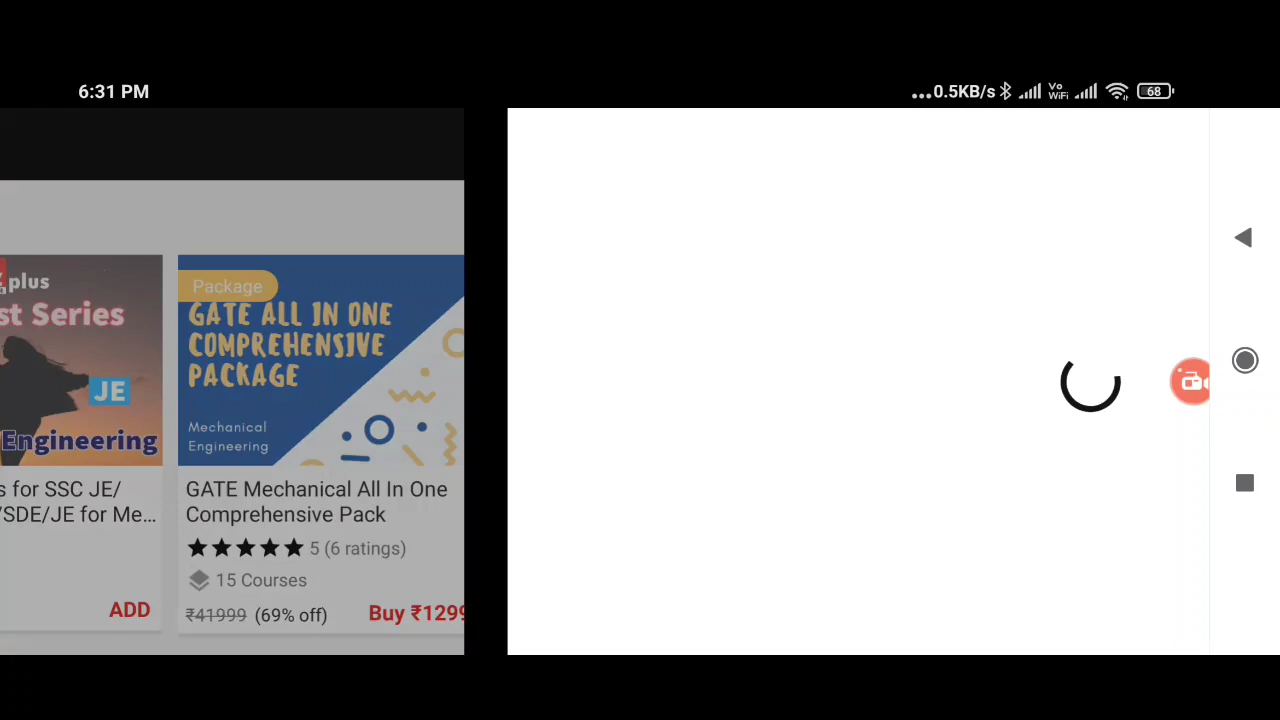 6:31 PM
...0.5KB/s Vo WiFi 68
plus
st Series
JE
Engineering
s for SSC JE/
/SDE/JE for Me...
ADD
Package
GATE ALL IN ONE
COMPREHENSIVE
PACKAGE
Mechanical
Engineering
GATE Mechanical All In One
Comprehensive Pack
5 (6 ratings)
15 Courses
₹41999 (69% off) Buy ₹1299